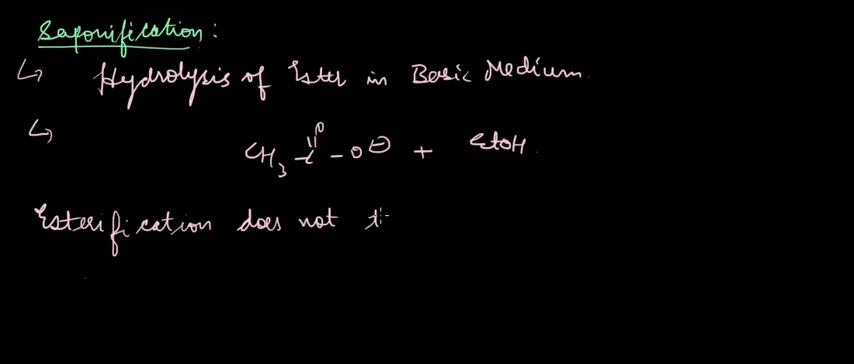 Saponification:
↳ Hydrolysis of Ester in Basic Medium.
↳ CH3-C(=O)-O⊖ + EtOH.
Esterification does not t